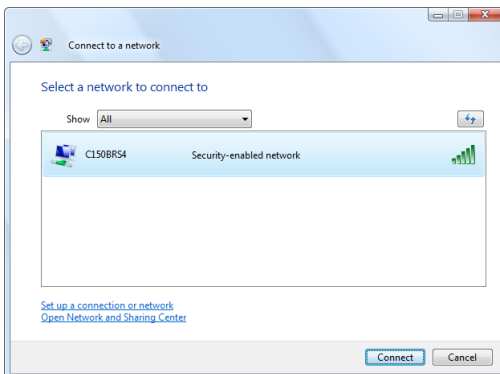 Connect to a network
Select a network to connect to
Show All
C150BRS4 Security-enabled network
Set up a connection or network
Open Network and Sharing Center
Connect Cancel